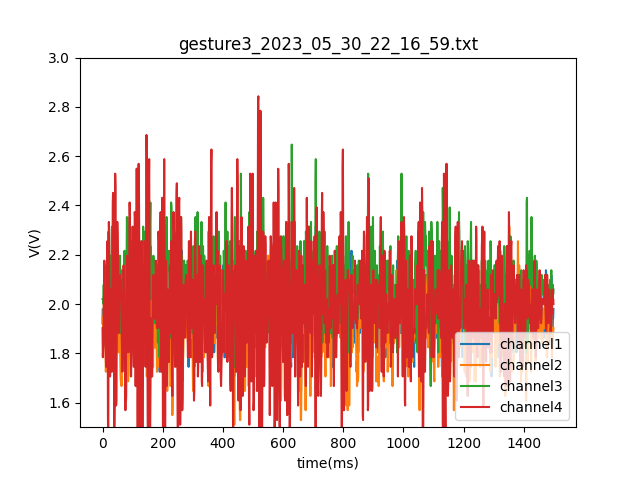 gesture3_2023_05_30_22_16_59.txt
3.0
2.8
2.6
2.4
2.2
2.0
1.8
1.6
V(V)
channel1
channel2
channel3
channel4
0 200 400 600 800 1000 1200 1400
time(ms)